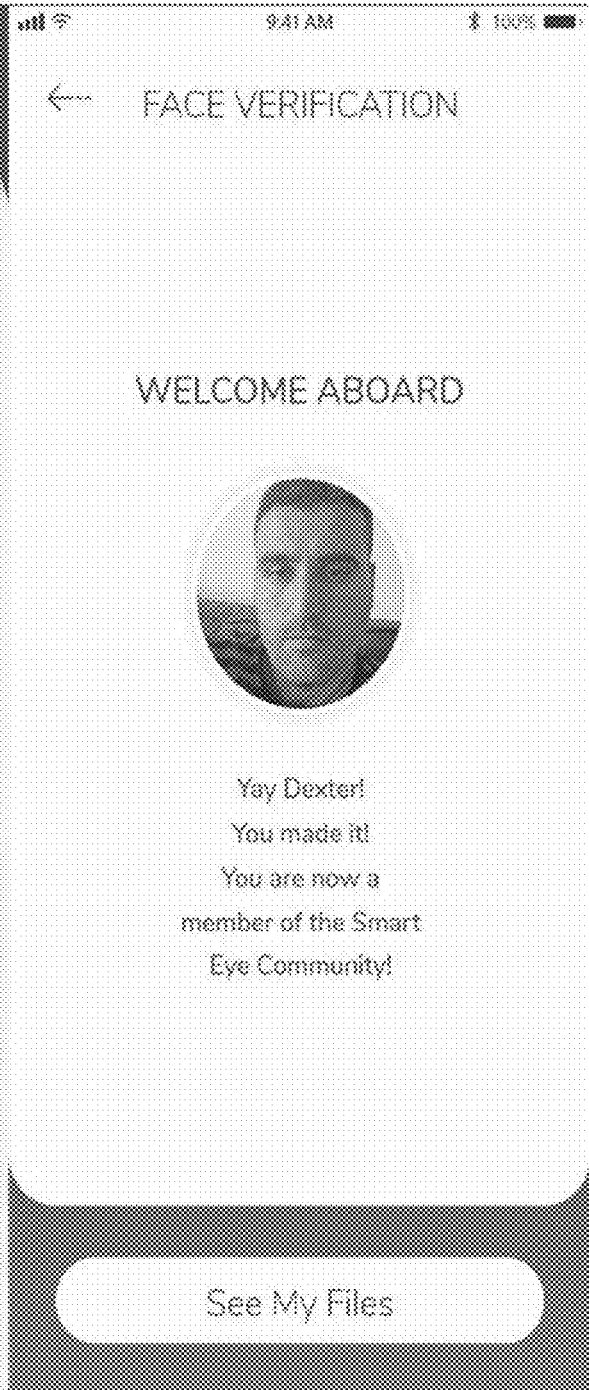 9:41 AM 100%
FACE VERIFICATION
WELCOME ABOARD
Yay Dexter!
You made it!
You are now a
member of the Smart
Eye Community!
See My Files